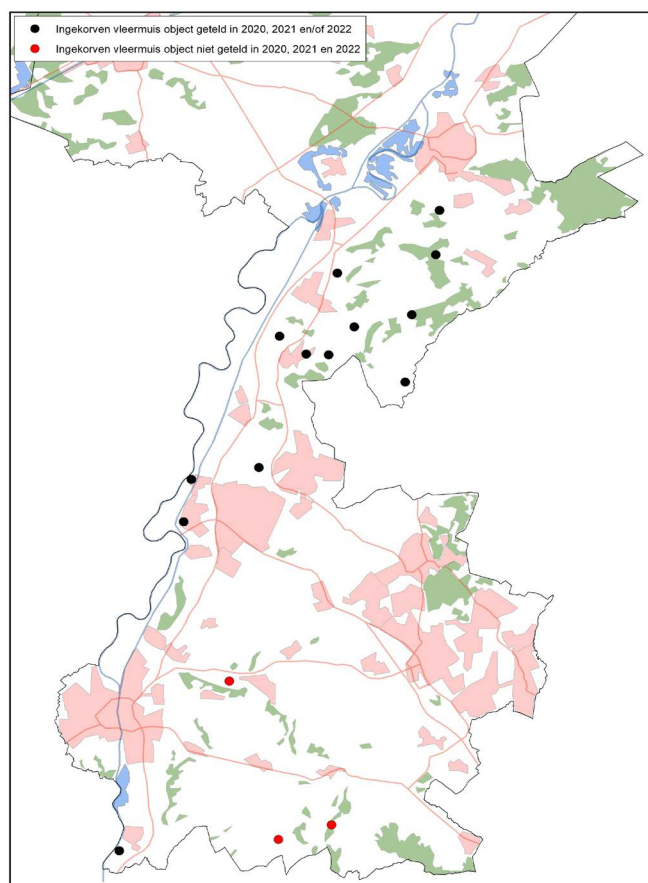 Ingekorven vleermuis object geteld in 2020, 2021 en/of 2022
Ingekorven vleermuis object niet geteld in 2020, 2021 en 2022